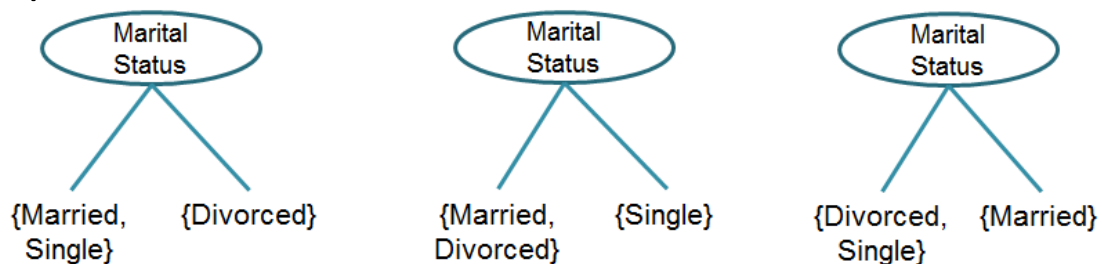 Marital
Status
{Married,
Single}
{Divorced}
Marital
Status
{Married,
Divorced}
{Single}
Marital
Status
{Divorced,
Single}
{Married}